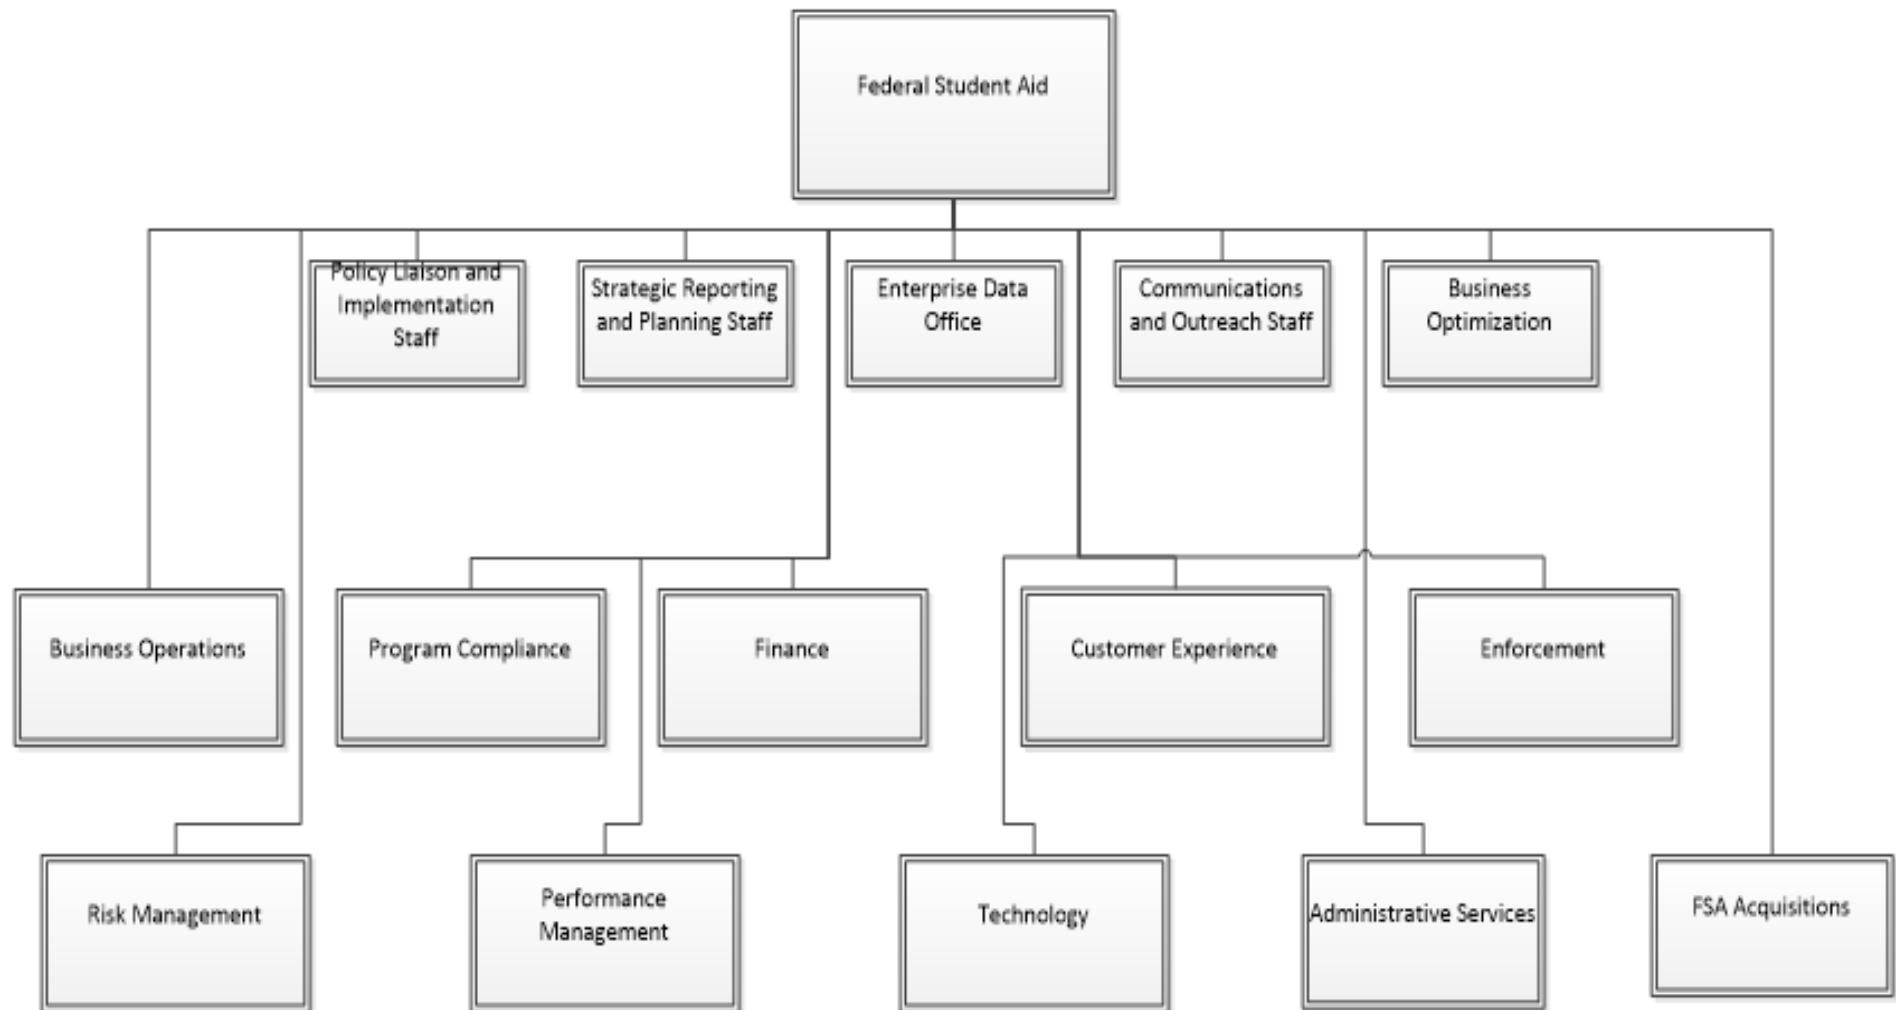 Federal Student Aid
Policy Liaison and
Implementation
Staff
Strategic Reporting
and Planning Staff
Enterprise Data
Office
Communications
and Outreach Staff
Business
Optimization
Business Operations
Program Compliance
Finance
Customer Experience
Enforcement
Risk Management
Performance
Management
Technology
Administrative Services
FSA Acquisitions